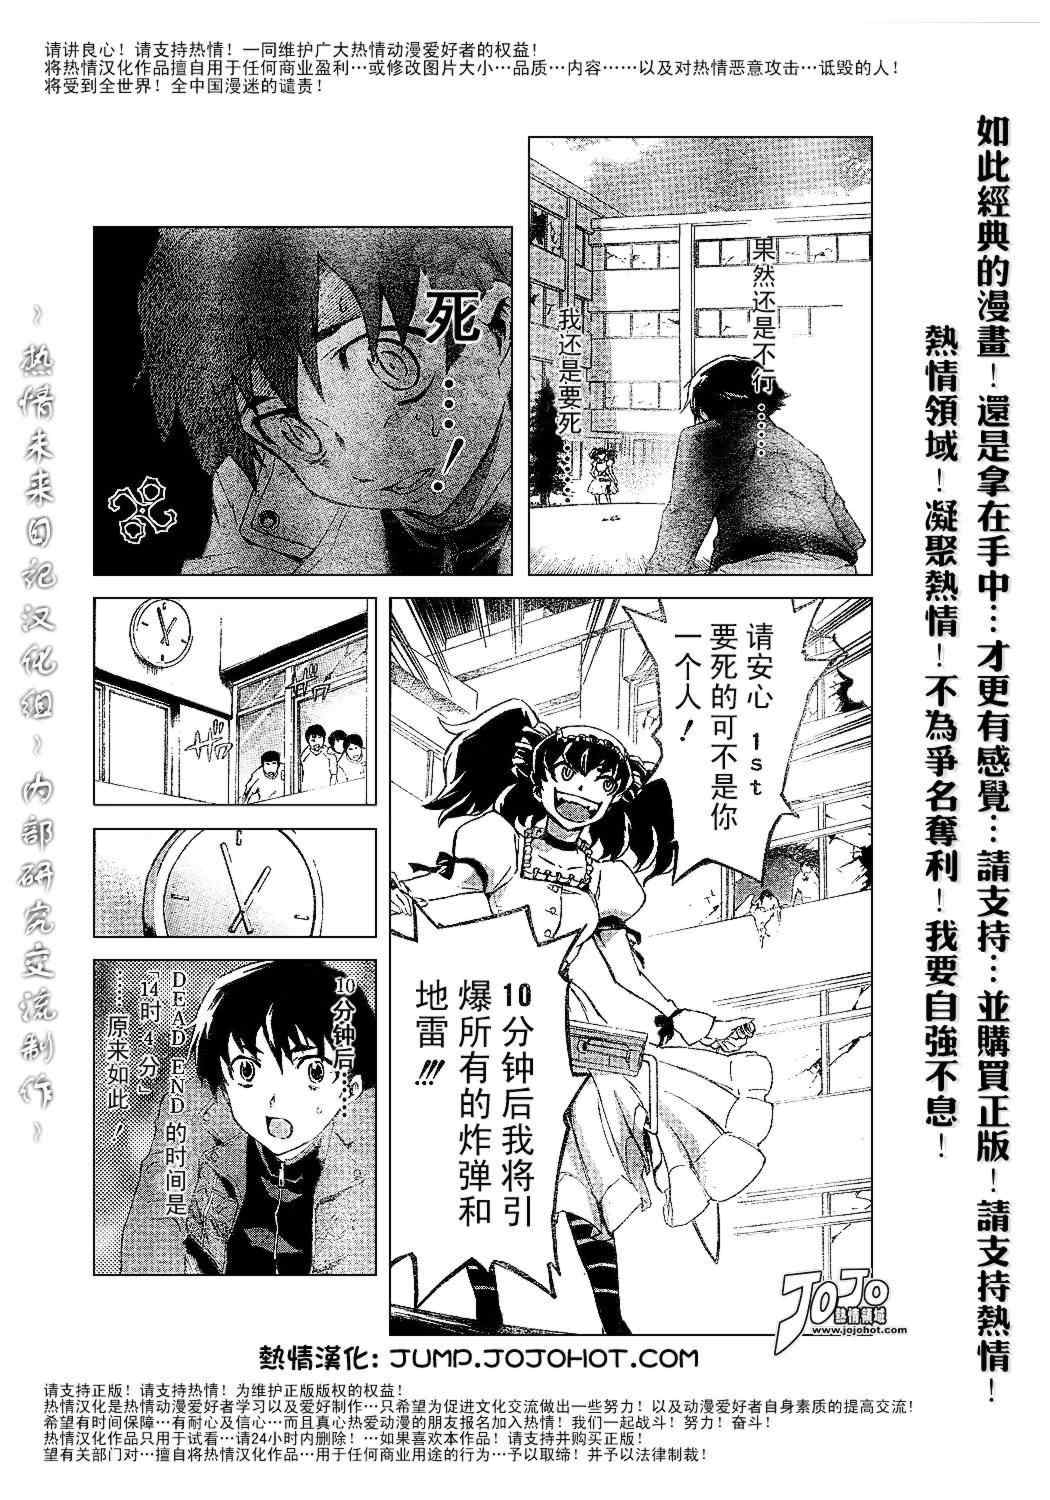 请讲良心！请支持热情！一同维护广大热情动漫爱好者的权益！
将热情汉化作品擅自用于任何商业盈利…或修改图片大小…品质…内容……以及对热情恶意攻击…诋毁的人！
将受到全世界！全中国漫迷的谴责！
如此經典的漫畫！還是拿在手中…才更有感覺…請支持…並購買正版！請支持熱情！
熱情領域！凝聚熱情！不為爭名奪利！我要自強不息！
~热情未来日记汉化组~内部研究交流制作~
果然还是不行……
我还是要死……
死……！
请安心 1st
要死的可不是你
一个人！
10分钟后我将引
爆所有的炸弹和
地雷!!!
10分钟后……
DEAD END的时间是
「14时4分」
……原来如此！
JOJO
熱情領域
www.jojohot.com
熱情漢化: JUMP.JOJOHOT.COM
请支持正版！请支持热情！为维护正版版权的权益！
热情汉化是热情动漫爱好者学习以及爱好制作…只希望为促进文化交流做出一些努力！以及动漫爱好者自身素质的提高交流！
希望有时间保障…有耐心及信心…而且真心热爱动漫的朋友报名加入热情！我们一起战斗！努力！奋斗！
热情汉化作品只用于试看…请24小时内删除！…如果喜欢本作品！请支持并购买正版！
望有关部门对…擅自将热情汉化作品…用于任何商业用途的行为…予以取缔！并予以法律制裁！